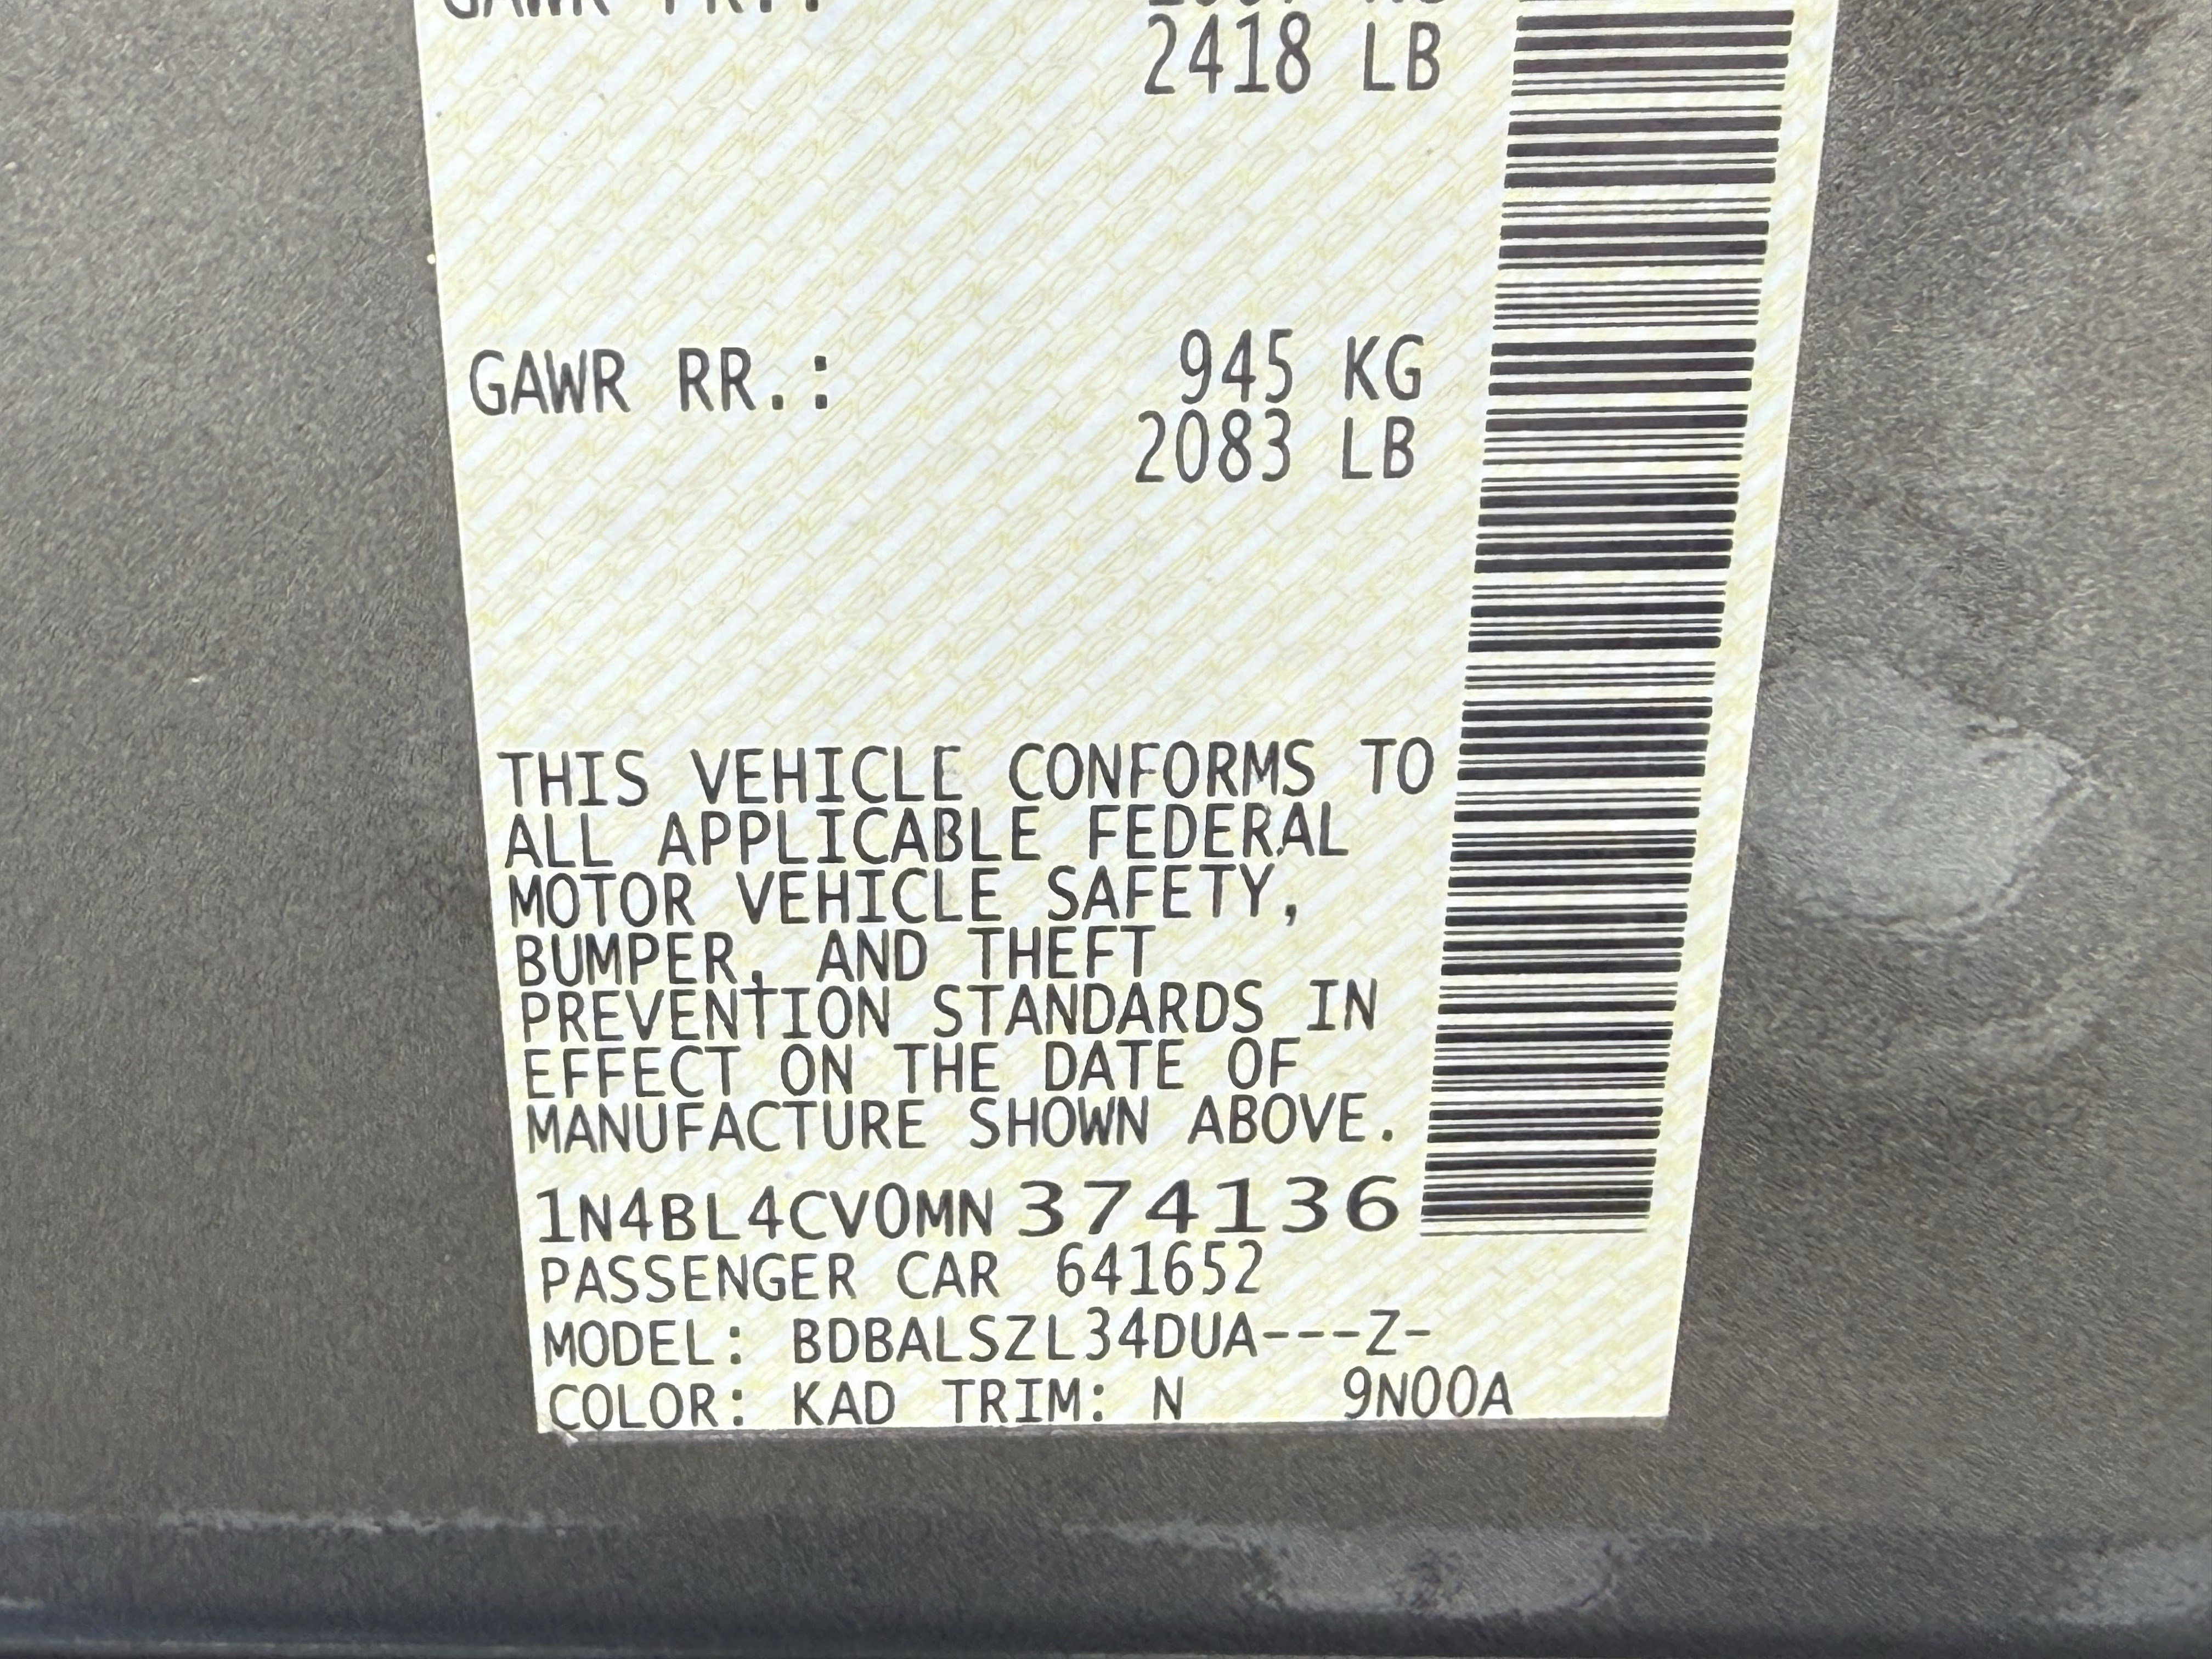 2418 LB
GAWR RR.: 945 KG
2083 LB
THIS VEHICLE CONFORMS TO
ALL APPLICABLE FEDERAL
MOTOR VEHICLE SAFETY,
BUMPER, AND THEFT
PREVENTION STANDARDS IN
EFFECT ON THE DATE OF
MANUFACTURE SHOWN ABOVE.
1N4BL4CV0MN374136
PASSENGER CAR 641652
MODEL: BDBALSZL34DUA---Z-
COLOR: KAD TRIM: N 9N00A